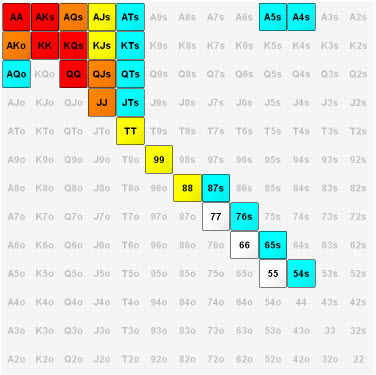 AA AKs AQs AJs ATs A9s A8s A7s A6s A5s A4s A3s A2s
AKo KK KQs KJs KTs K9s K8s K7s K6s K5s K4s K3s K2s
AQo KQo QQ QJs QTs Q9s Q8s Q7s Q6s Q5s Q4s Q3s Q2s
AJo KJo QJo JJ JTs J9s J8s J7s J6s J5s J4s J3s J2s
ATo KTo QTo JTo TT T9s T8s T7s T6s T5s T4s T3s T2s
A9o K9o Q9o J9o T9o 99 98s 97s 96s 95s 94s 93s 92s
A8o K8o Q8o J8o T8o 98o 88 87s 86s 85s 84s 83s 82s
A7o K7o Q7o J7o T7o 97o 87o 77 76s 75s 74s 73s 72s
A6o K6o Q6o J6o T6o 96o 86o 76o 66 65s 64s 63s 62s
A5o K5o Q5o J5o T5o 95o 85o 75o 65o 55 54s 53s 52s
A4o K4o Q4o J4o T4o 94o 84o 74o 64o 54o 44 43s 42s
A3o K3o Q3o J3o T3o 93o 83o 73o 63o 53o 43o 33 32s
A2o K2o Q2o J2o T2o 92o 82o 72o 62o 52o 42o 32o 22